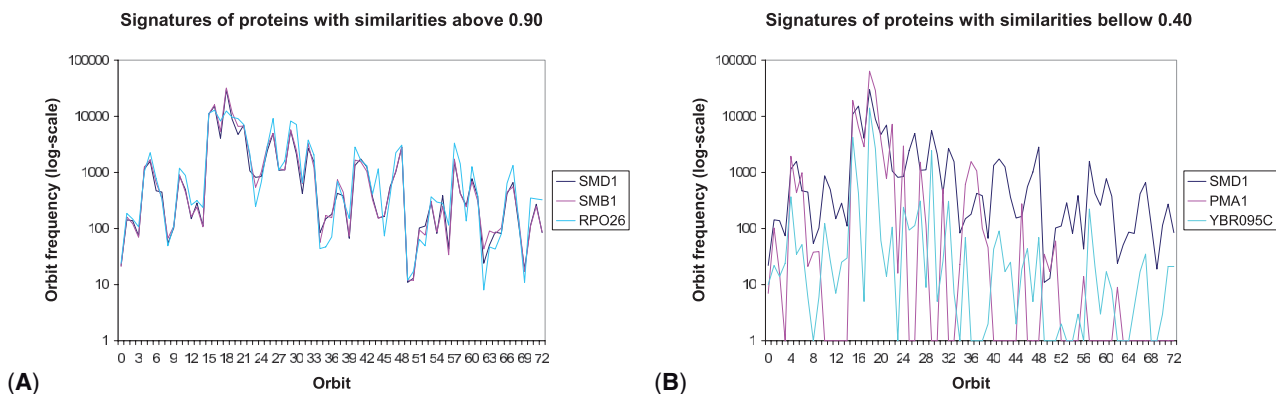 Signatures of proteins with similarities above 0.90
Orbit frequency (log-scale)
100000
10000
1000
100
10
1
0 3 6 9 12 15 18 21 24 27 30 33 36 39 42 45 48 51 54 57 60 63 66 69 72
Orbit
SMD1
SMB1
RPO26
(A)
Signatures of proteins with similarities bellow 0.40
Orbit frequency (log-scale)
100000
10000
1000
100
10
1
0 4 8 12 16 20 24 28 32 36 40 44 48 52 56 60 64 68 72
Orbit
SMD1
PMA1
YBR095C
(B)